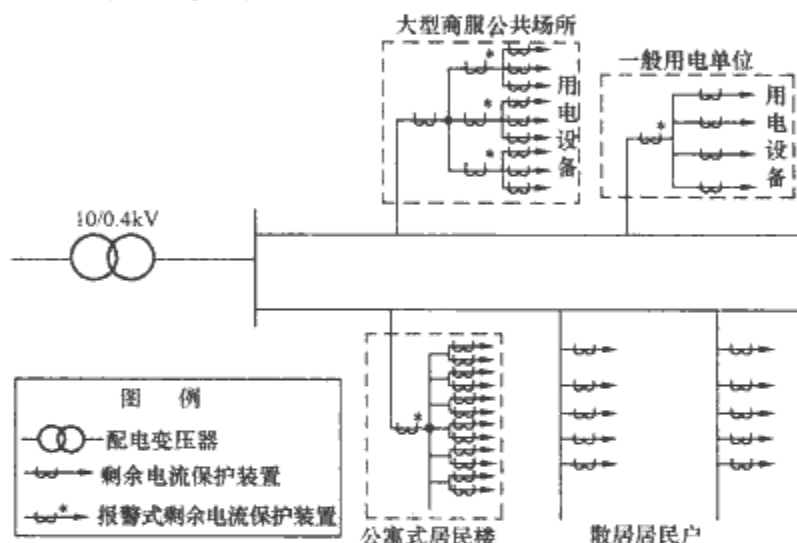 大型商服公共场所
一般用电单位
用电设备
用电设备
10/0.4kV
图 例
配电变压器
剩余电流保护装置
* 报警式剩余电流保护装置
公寓式居民楼
散居居民户